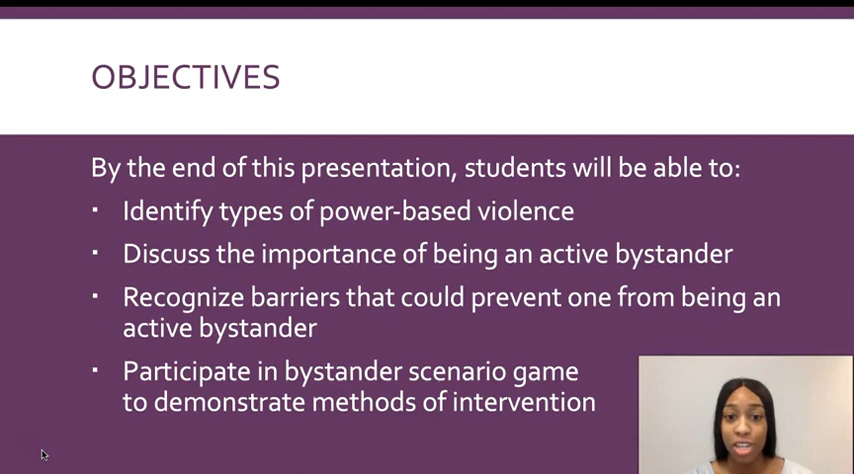 OBJECTIVES
By the end of this presentation, students will be able to:
▪ Identify types of power-based violence
▪ Discuss the importance of being an active bystander
▪ Recognize barriers that could prevent one from being an
active bystander
▪ Participate in bystander scenario game
to demonstrate methods of intervention